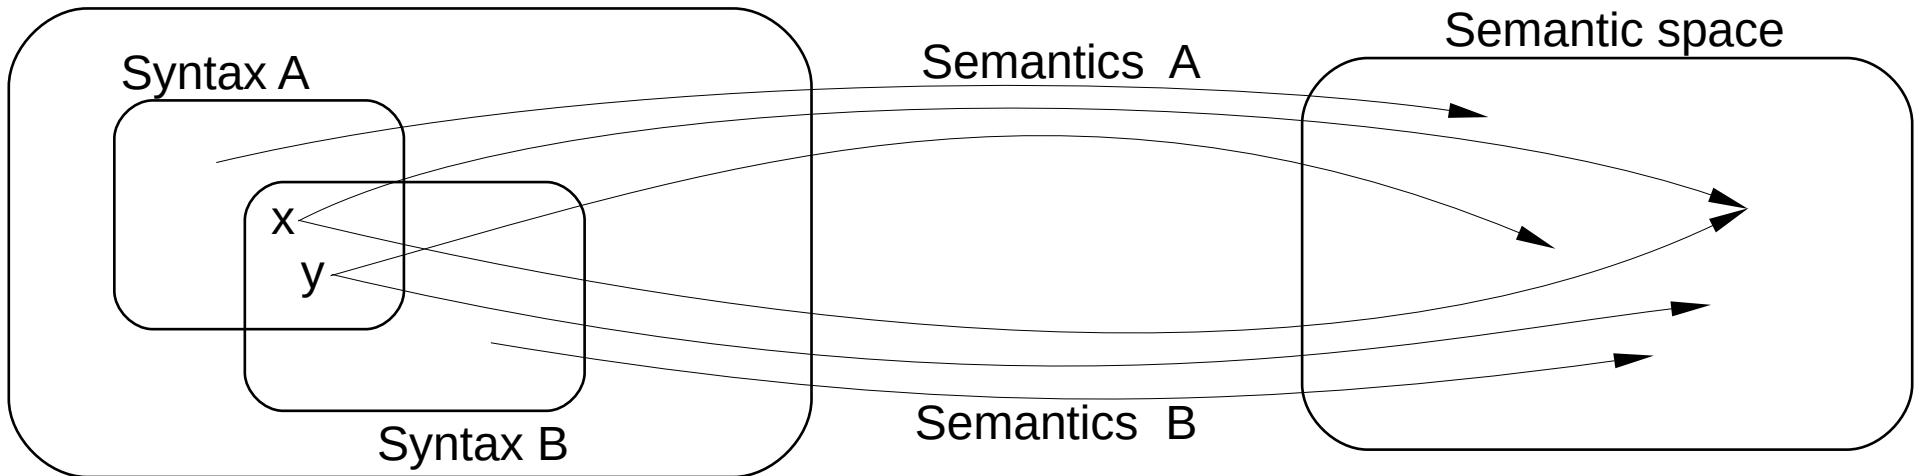 Semantic space
Semantics A
Syntax A
x
y
Semantics B
Syntax B